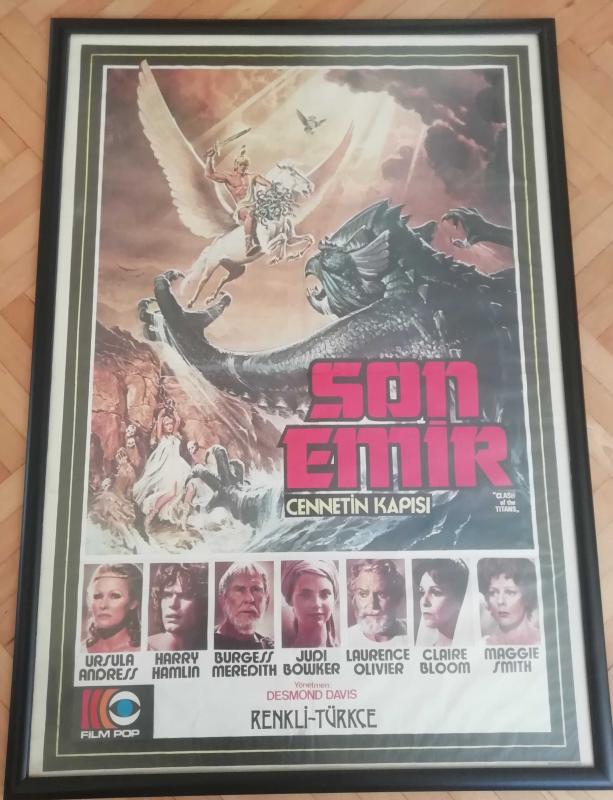 SON
EMİR
CENNETİN KAPISI
"CLASH
of the
TITANS"
URSULA
ANDRESS
HARRY
HAMLIN
BURGESS
MEREDITH
JUDI
BOWKER
LAURENCE
OLIVIER
CLAIRE
BLOOM
MAGGIE
SMITH
Yönetmen
DESMOND DAVIS
RENKLİ-TÜRKÇE
FILM POP